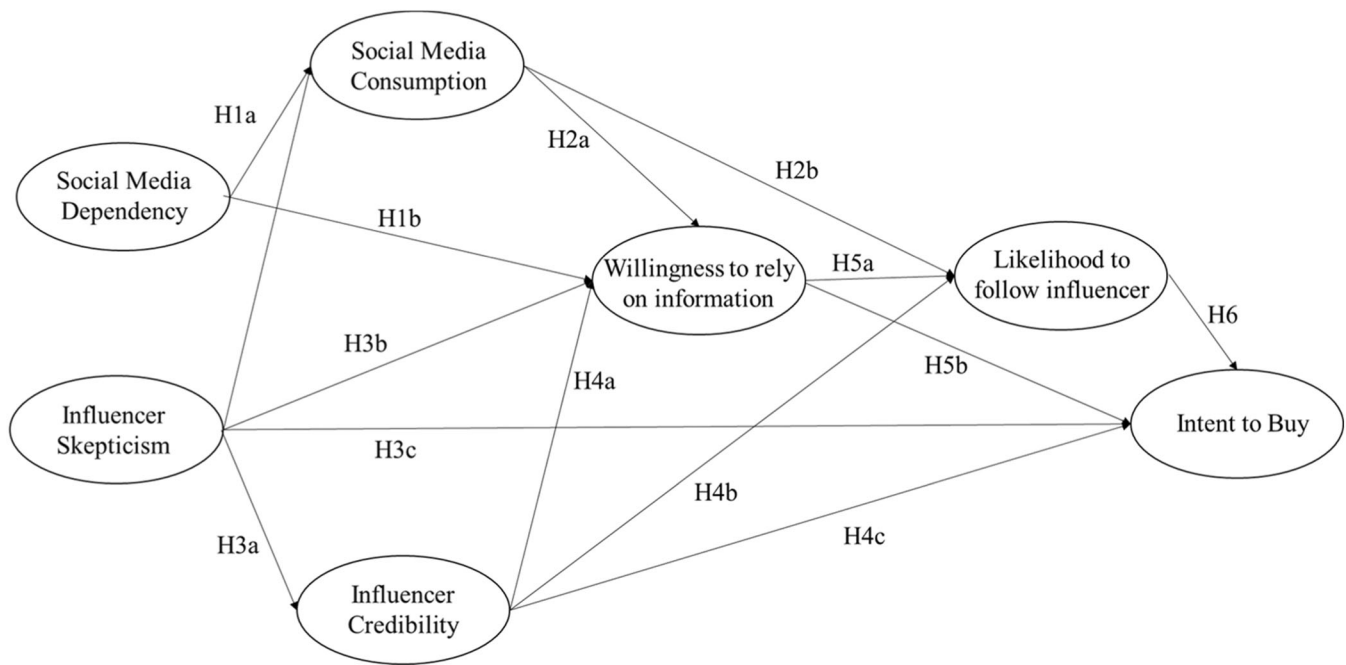 Social Media
Consumption
H1a
H2a
Social Media
Dependency
H2b
H1b
Willingness to rely
on information
H5a
Likelihood to
follow influencer
H6
H3b
H4a
H5b
Influencer
Skepticism
Intent to Buy
H3c
H4b
H4c
H3a
Influencer
Credibility